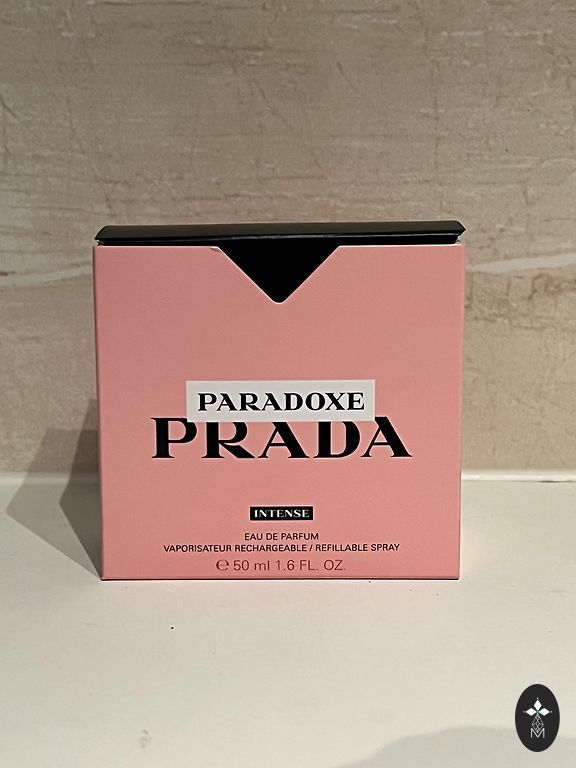 PARADOXE
PRADA
INTENSE
EAU DE PARFUM
VAPORISATEUR RECHARGEABLE / REFILLABLE SPRAY
℮ 50 ml 1.6 FL. OZ.
M